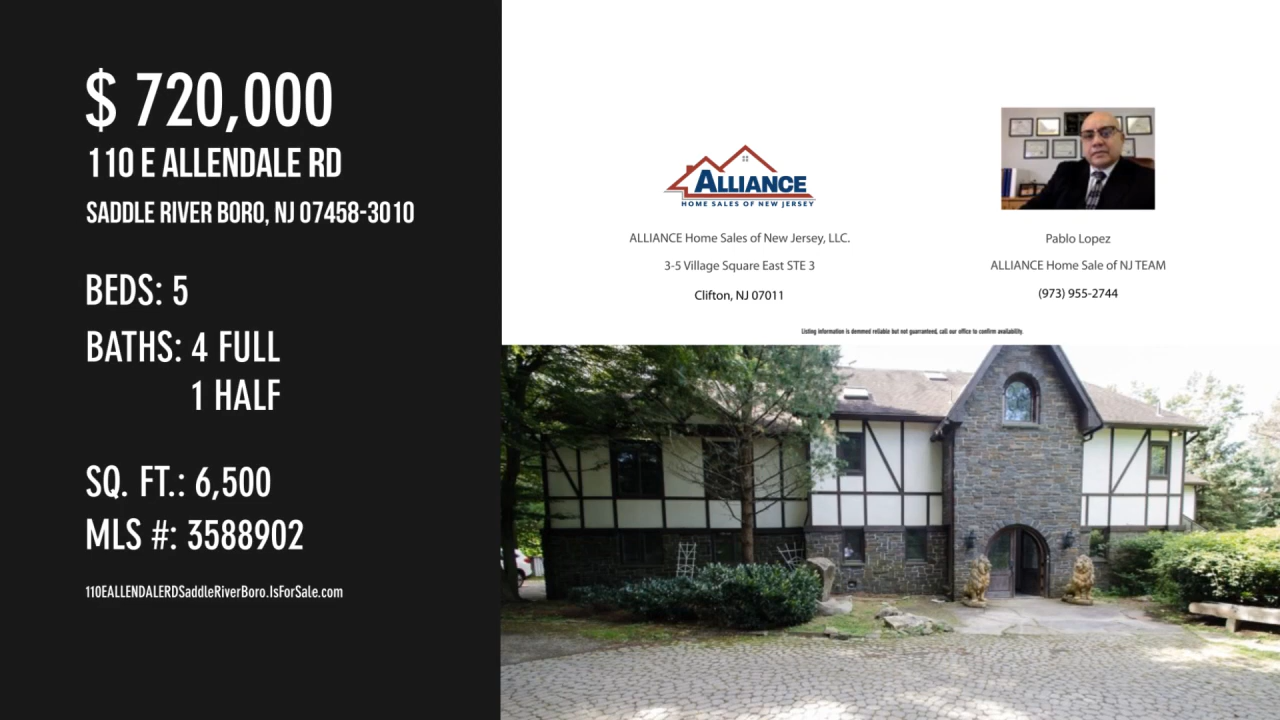 $ 720,000
110 E ALLENDALE RD
SADDLE RIVER BORO, NJ 07458-3010
BEDS: 5
BATHS: 4 FULL
1 HALF
SQ. FT.: 6,500
MLS #: 3588902
110EALLENDALERDSaddleRiverBoro.IsForSale.com
ALLIANCE
HOME SALES OF NEW JERSEY
ALLIANCE Home Sales of New Jersey, LLC.
3-5 Village Square East STE 3
Clifton, NJ 07011
Pablo Lopez
ALLIANCE Home Sale of NJ TEAM
(973) 955-2744
Listing information is demmed reliable but not guarranteed, call our office to confirm availability.